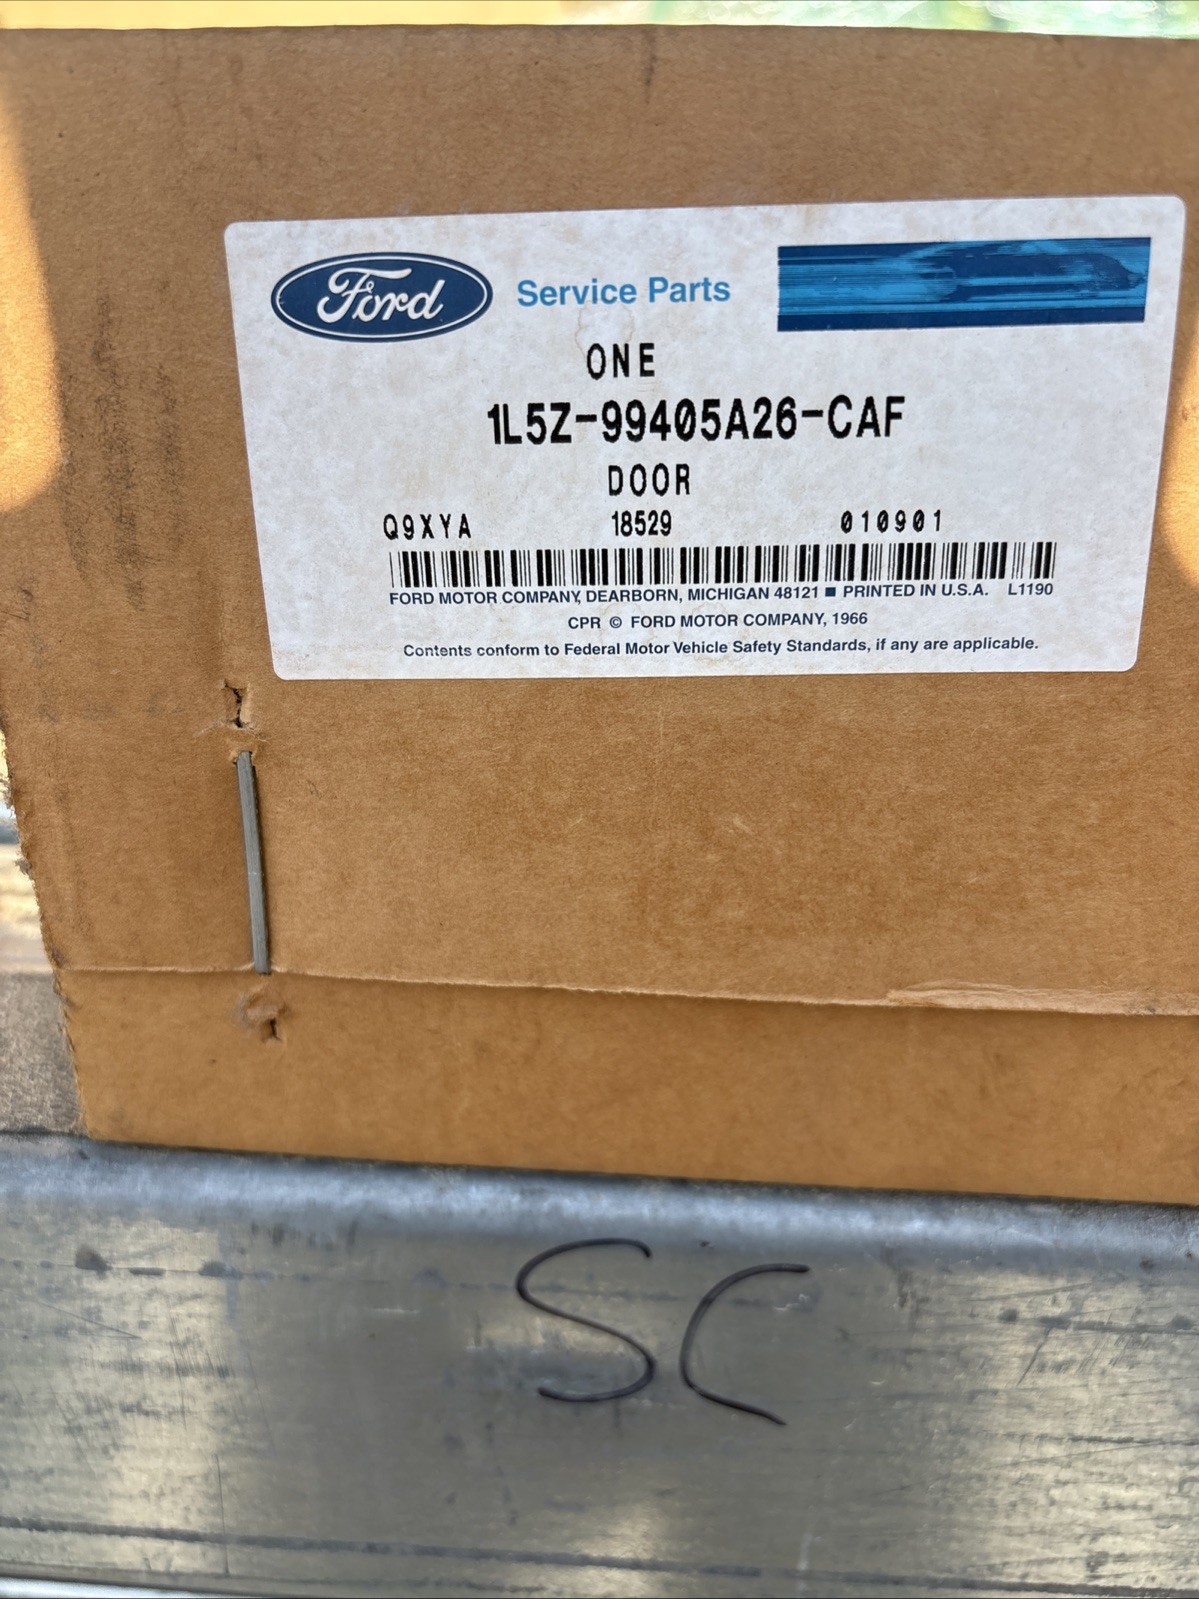 Ford Service Parts
ONE
1L5Z-99405A26-CAF
DOOR
Q9XYA 18529 010901
FORD MOTOR COMPANY, DEARBORN, MICHIGAN 48121 ■ PRINTED IN U.S.A. L1190
CPR © FORD MOTOR COMPANY, 1966
Contents conform to Federal Motor Vehicle Safety Standards, if any are applicable.
SC